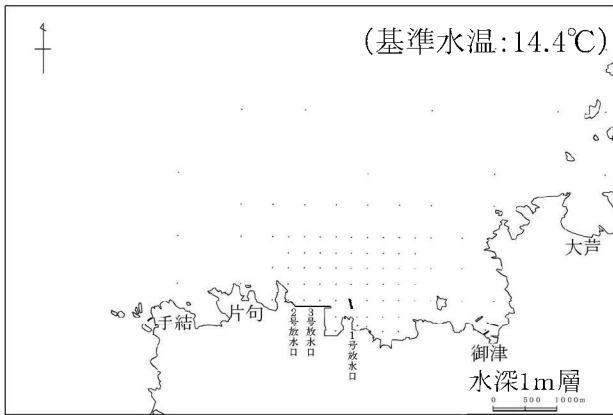 (基準水温:14.4℃)
大芦
手結
片句
2号放水口
3号放水口
1号放水口
御津
水深1m層
0 500 1000m